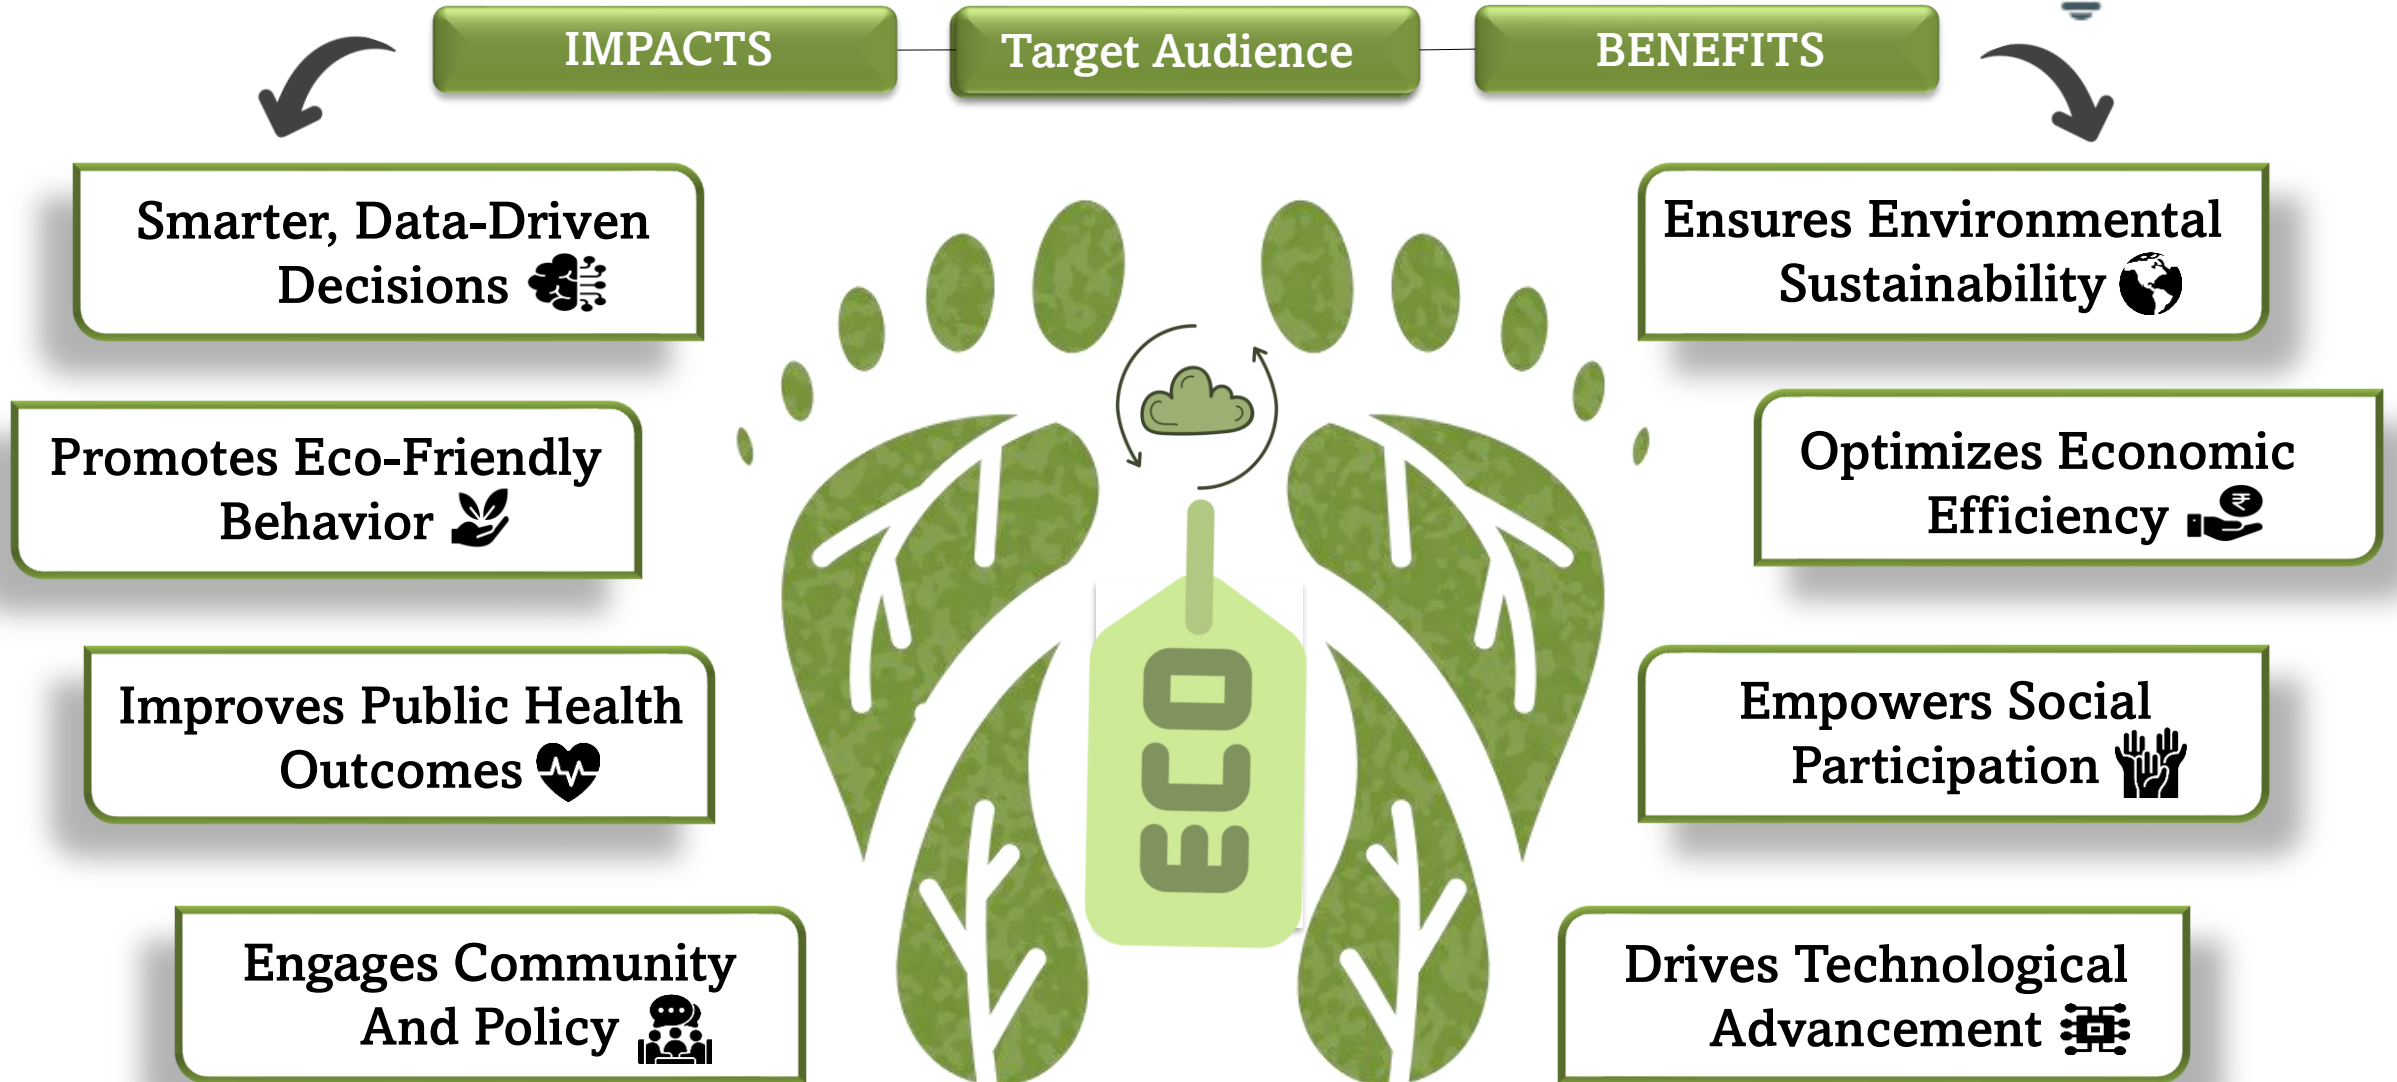 IMPACTS
Target Audience
BENEFITS
Smarter, Data-Driven
Decisions
Promotes Eco-Friendly
Behavior
Improves Public Health
Outcomes
Engages Community
And Policy
ECO
Ensures Environmental
Sustainability
Optimizes Economic
Efficiency
₹
Empowers Social
Participation
Drives Technological
Advancement